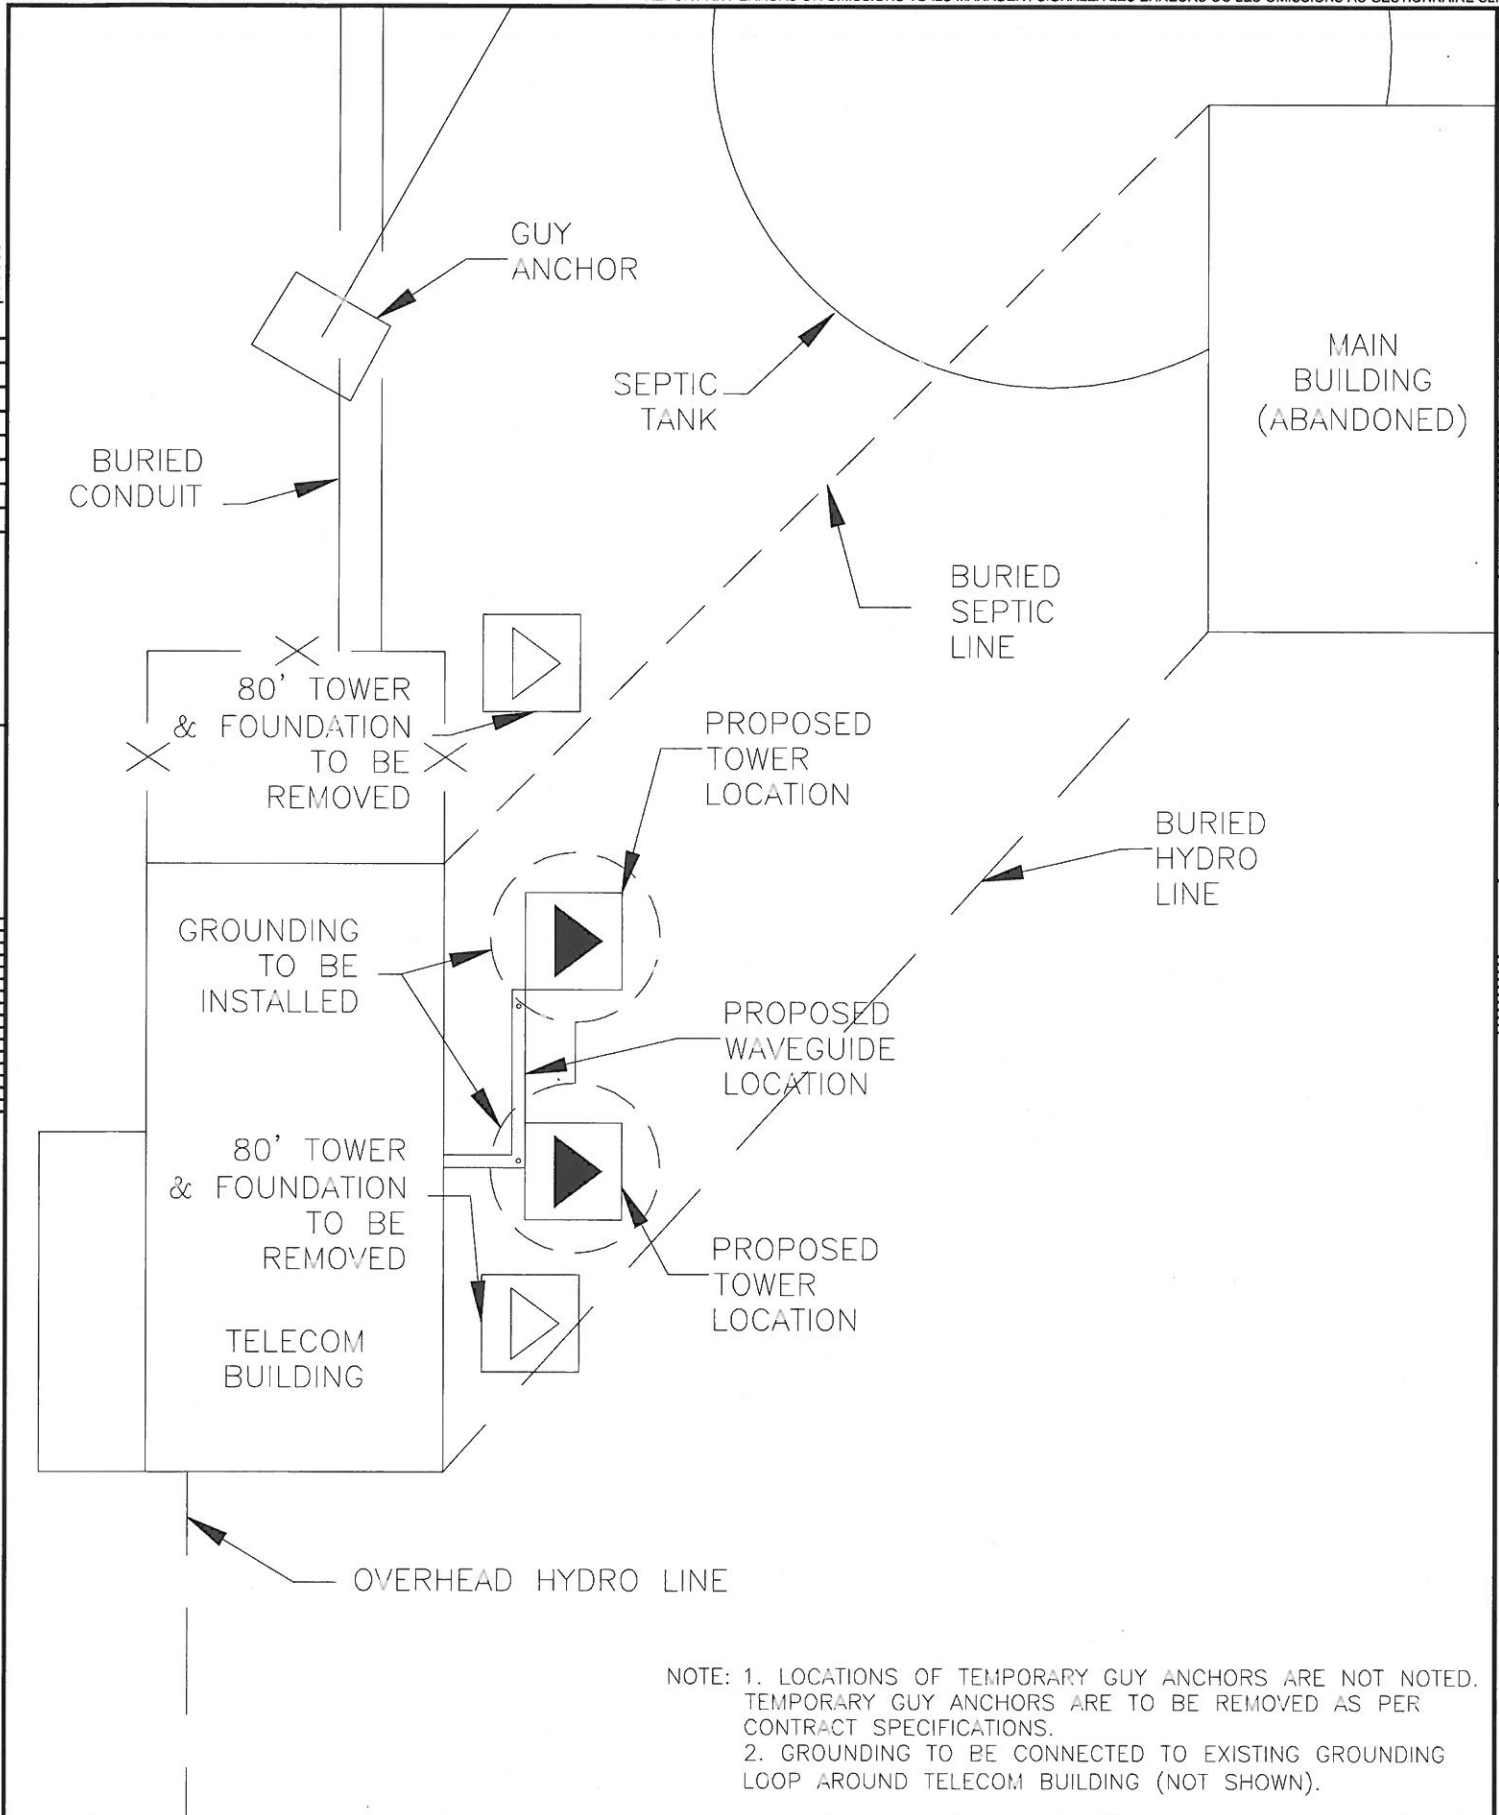 GUY
ANCHOR
SEPTIC
TANK
MAIN
BUILDING
(ABANDONED)
BURIED
CONDUIT
BURIED
SEPTIC
LINE
80' TOWER
& FOUNDATION
TO BE
REMOVED
PROPOSED
TOWER
LOCATION
BURIED
HYDRO
LINE
GROUNDING
TO BE
INSTALLED
PROPOSED
WAVEGUIDE
LOCATION
80' TOWER
& FOUNDATION
TO BE
REMOVED
PROPOSED
TOWER
LOCATION
TELECOM
BUILDING
OVERHEAD HYDRO LINE
NOTE: 1. LOCATIONS OF TEMPORARY GUY ANCHORS ARE NOT NOTED.
TEMPORARY GUY ANCHORS ARE TO BE REMOVED AS PER
CONTRACT SPECIFICATIONS.
2. GROUNDING TO BE CONNECTED TO EXISTING GROUNDING
LOOP AROUND TELECOM BUILDING (NOT SHOWN).